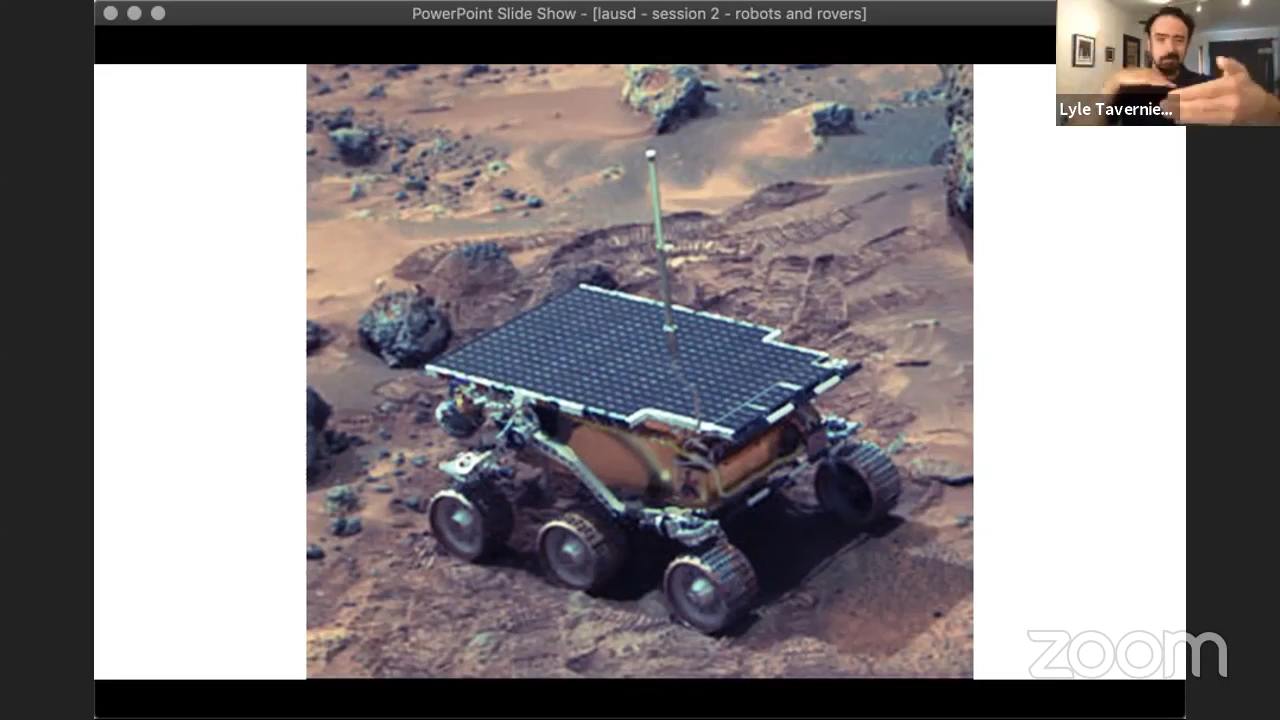 PowerPoint Slide Show - [lausd - session 2 - robots and rovers]
Lyle Tavernie...
zoom